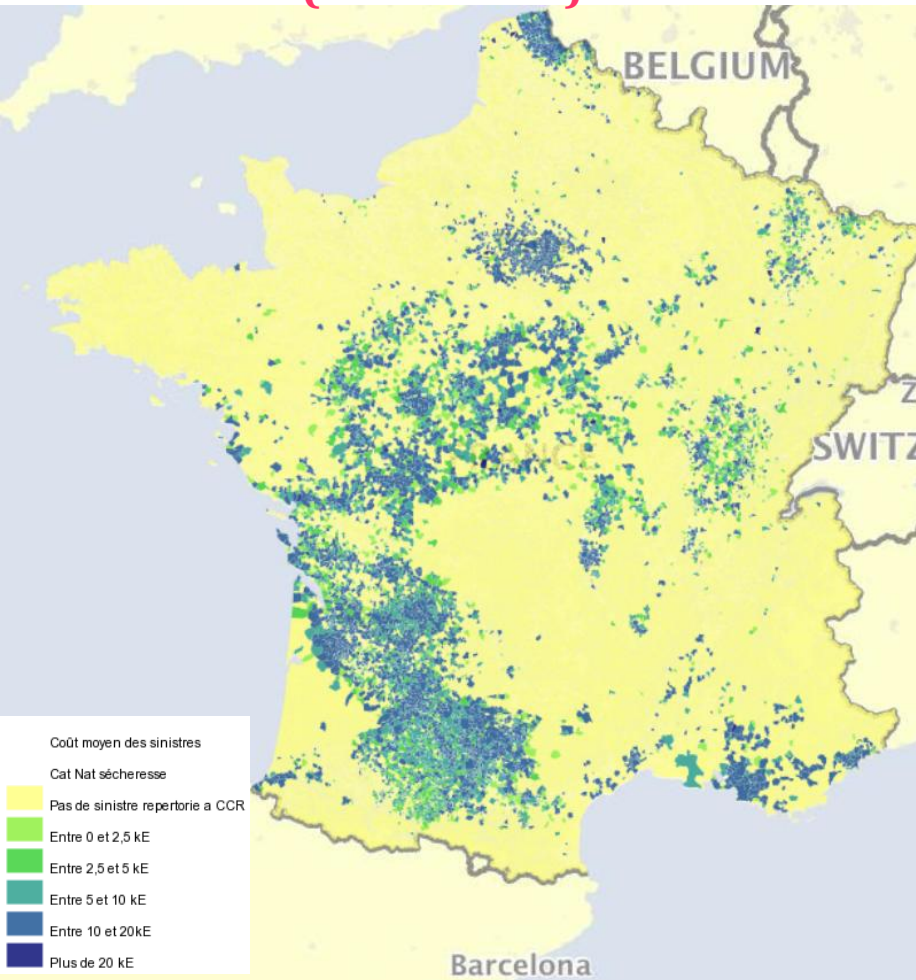 BELGIUM
FRANCE
SWITZ
Z
Coût moyen des sinistres
Cat Nat sécheresse
Pas de sinistre repertorie a CCR
Entre 0 et 2,5 kE
Entre 2,5 et 5 kE
Entre 5 et 10 kE
Entre 10 et 20kE
Plus de 20 kE
Barcelona